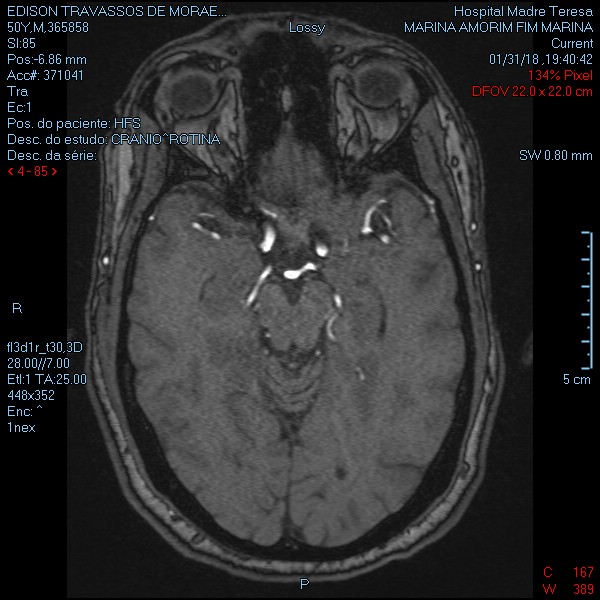 EDISON TRAVASSOS DE MORAE...
50Y,M,365858
Sl:85
Pos:-6.86 mm
Acc#: 371041
Tra
Ec:1
Pos. do paciente: HFS
Desc. do estudo: CRANIO^ROTINA
Desc. da série:
< 4 - 85 >
Lossy
Hospital Madre Teresa
MARINA AMORIM FIM MARINA
Current
01/31/18 ,19:40:42
134% Pixel
DFOV 22.0 x 22.0 cm
SW 0.80 mm
R
5 cm
fl3d1r_t30,3D
28.00//7.00
Etl:1 TA:25.00
448x352
Enc: ^
1nex
P
C 167
W 389